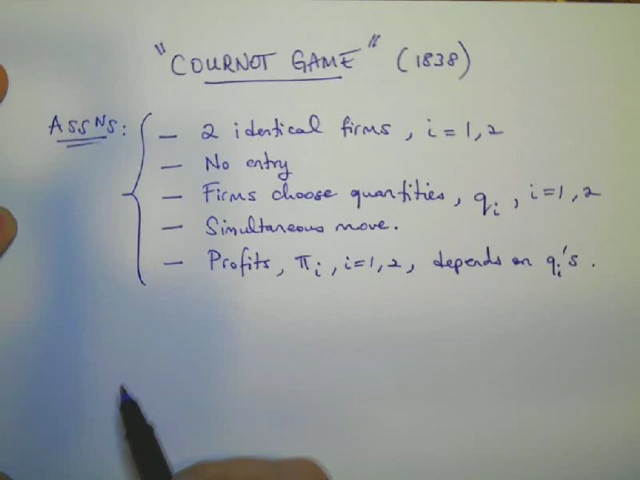 "COURNOT GAME" (1838)
ASSNS: — 2 identical firms, i = 1, 2
— No entry
— Firms choose quantities, qi, i = 1, 2
— Simultaneous move.
— Profits, πi, i=1, 2, depends on qi's.